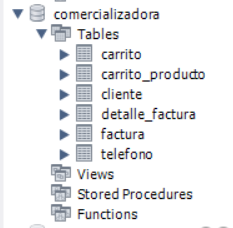 comercializadora
Tables
carrito
carrito_producto
cliente
detalle_factura
factura
telefono
Views
Stored Procedures
Functions